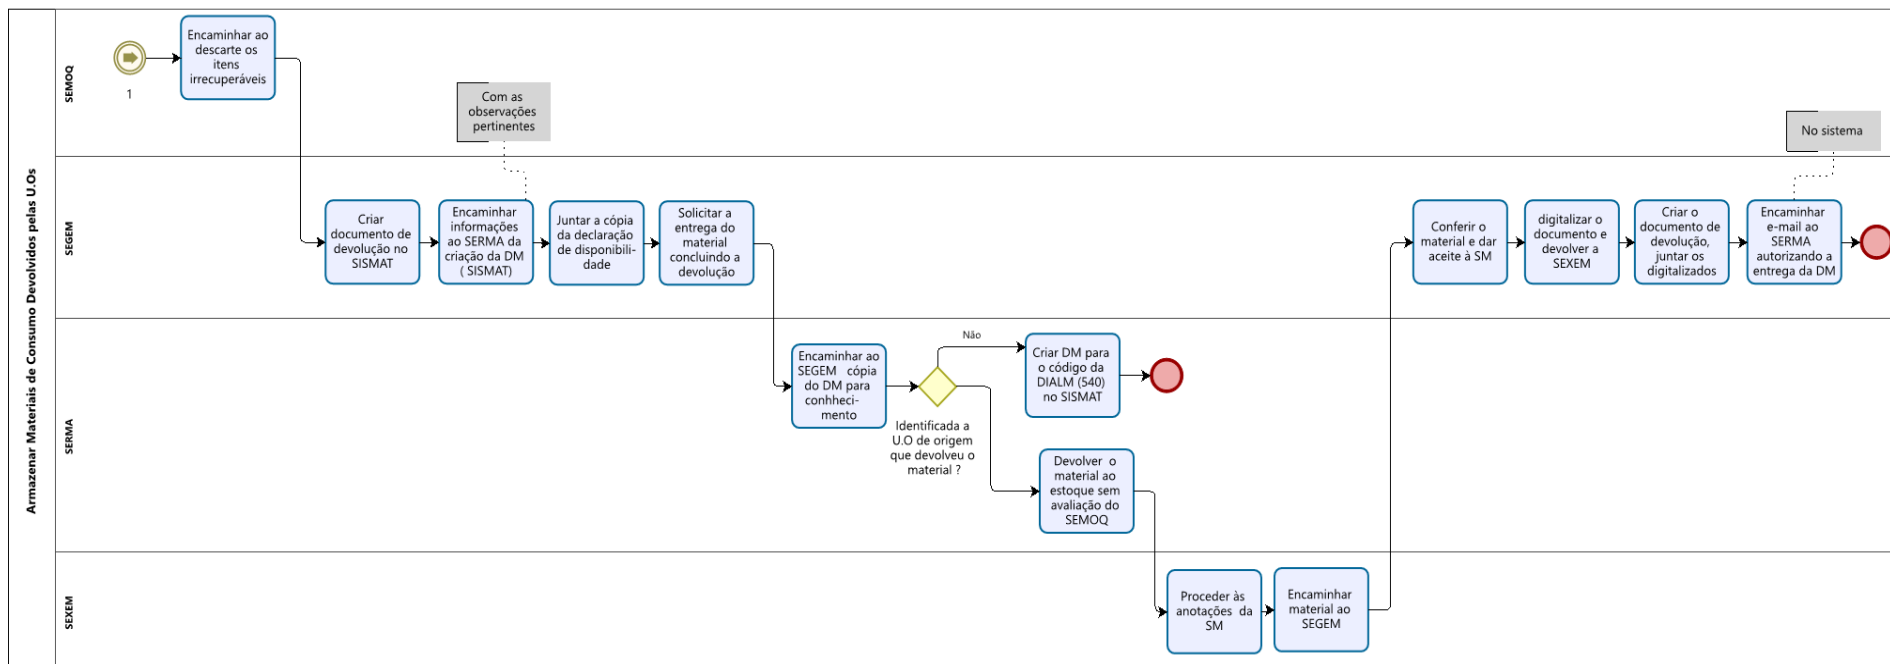 Armazenar Materiais de Consumo Devolvidos pelas U.Os
SEMOQ
1
Encaminhar ao
descarte os
itens
irrecuperáveis
Com as
observações
pertinentes
No sistema
SEGEM
Criar
documento de
devolução no
SISMAT
Encaminhar
informações
ao SERMA da
criação da DM
( SISMAT)
Juntar a cópia
da declaração
de disponibili-
dade
Solicitar a
entrega do
material
concluindo a
devolução
Conferir o
material e dar
aceite à SM
digitalizar o
documento e
devolver a
SEXEM
Criar o
documento de
devolução,
juntar os
digitalizados
Encaminhar
e-mail ao
SERMA
autorizando a
entrega da DM
SERMA
Encaminhar ao
SEGEM cópia
do DM para
conhheci-
mento
Identificada a
U.O de origem
que devolveu o
material ?
Não
Criar DM para
o código da
DIALM (540)
no SISMAT
Devolver o
material ao
estoque sem
avaliação do
SEMOQ
SEXEM
Proceder às
anotações da
SM
Encaminhar
material ao
SEGEM